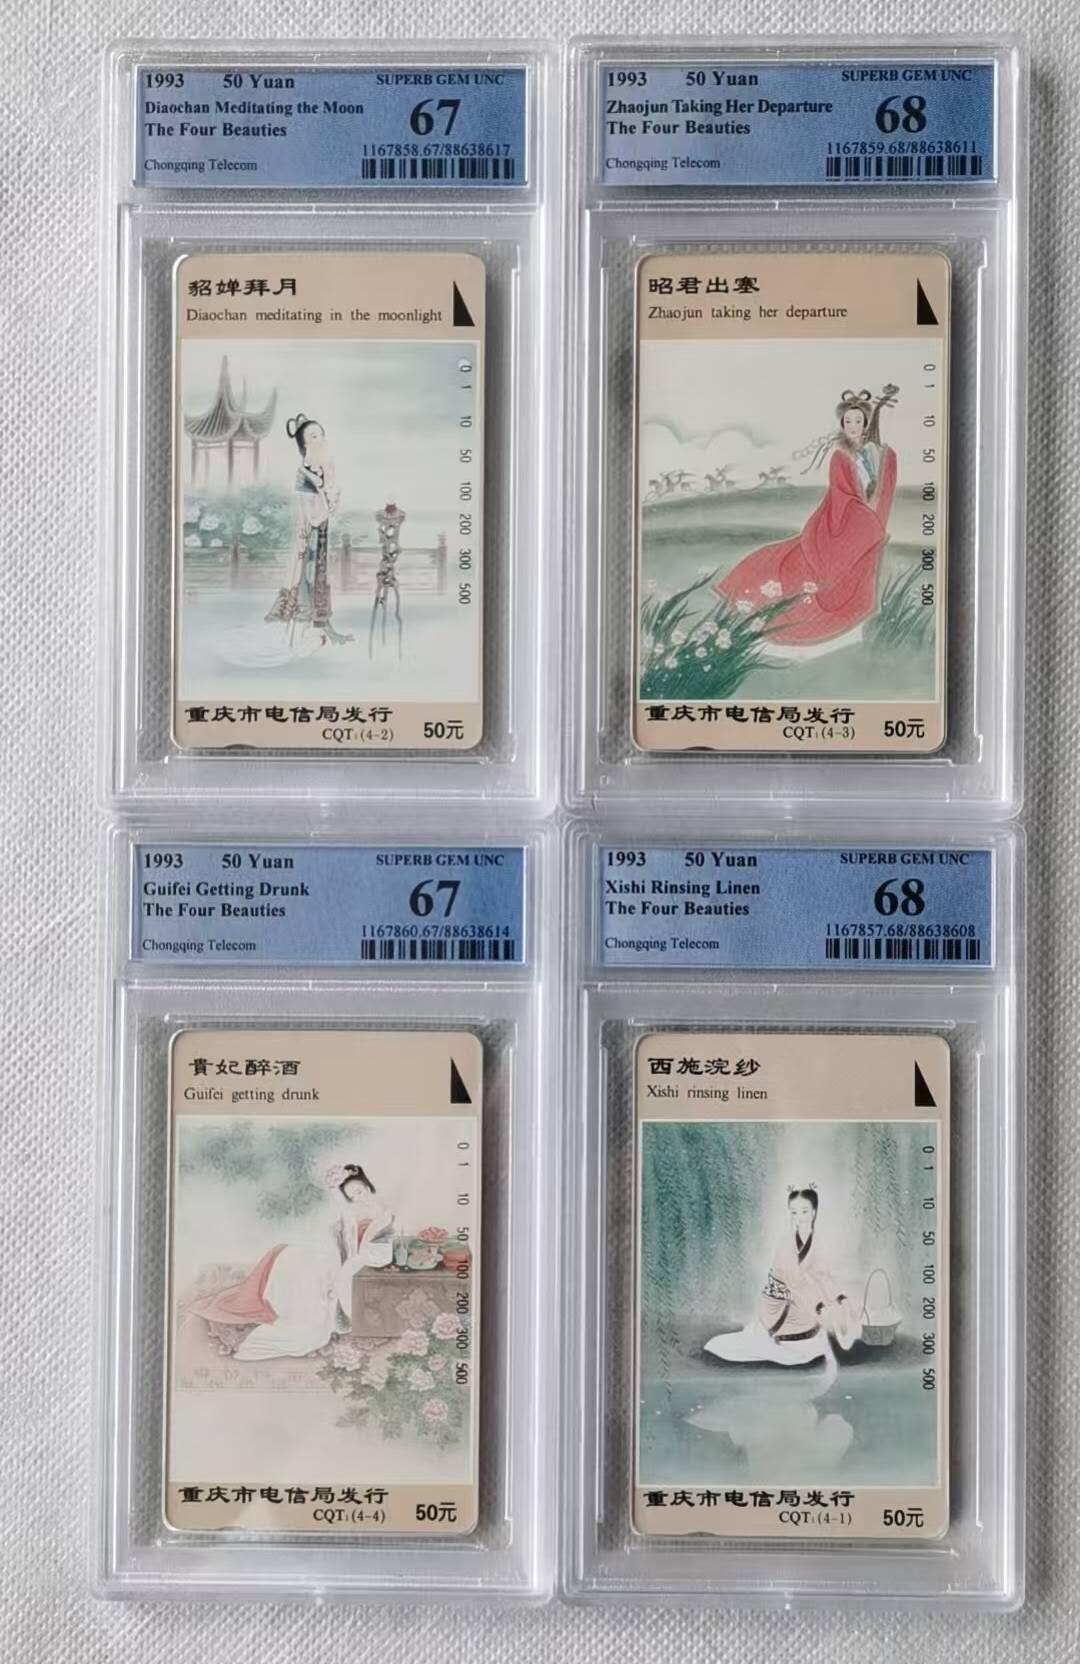 1993 50 Yuan SUPERB GEM UNC
Diaochan Meditating the Moon 67
The Four Beauties
1167858.67/88638617
Chongqing Telecom
貂婵拜月
Diaochan meditating in the moonlight
0 1 10 50 100 200 300 500
重庆市电信局发行
CQT1(4-2) 50元
1993 50 Yuan SUPERB GEM UNC
Zhaojun Taking Her Departure 68
The Four Beauties
1167859.68/88638611
Chongqing Telecom
昭君出塞
Zhaojun taking her departure
0 1 10 50 100 200 300 500
重庆市电信局发行
CQT1(4-3) 50元
1993 50 Yuan SUPERB GEM UNC
Guifei Getting Drunk 67
The Four Beauties
1167860.67/88638614
Chongqing Telecom
貴妃醉酒
Guifei getting drunk
0 1 10 50 100 200 300 500
重庆市电信局发行
CQT1(4-4) 50元
1993 50 Yuan SUPERB GEM UNC
Xishi Rinsing Linen 68
The Four Beauties
1167857.68/88638608
Chongqing Telecom
西施浣纱
Xishi rinsing linen
0 1 10 50 100 200 300 500
重庆市电信局发行
CQT1(4-1) 50元